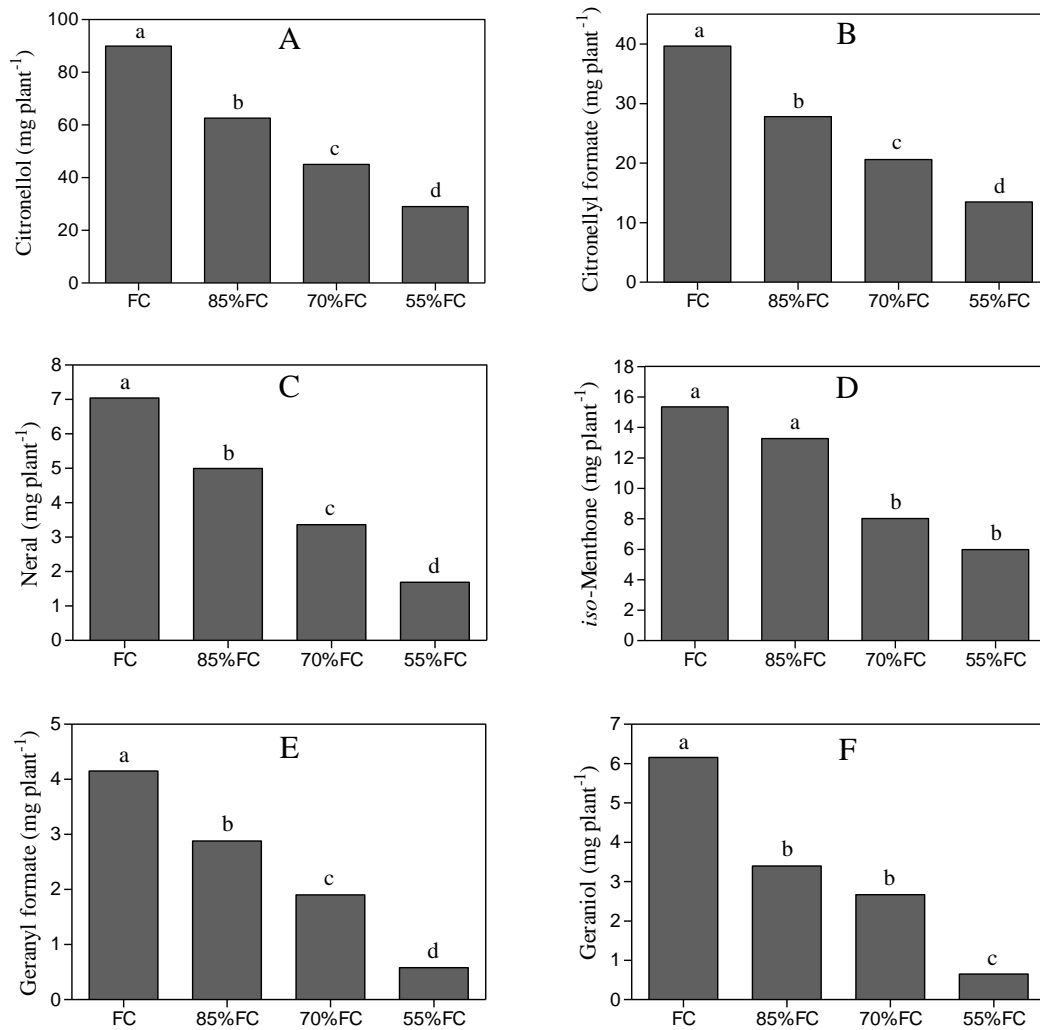 A
Citronellol (mg plant⁻¹)
100
80
60
40
20
0
a
b
c
d
FC 85%FC 70%FC 55%FC
B
Citronellyl formate (mg plant⁻¹)
40
30
20
10
0
a
b
c
d
FC 85%FC 70%FC 55%FC
C
Neral (mg plant⁻¹)
8
7
6
5
4
3
2
1
0
a
b
c
d
FC 85%FC 70%FC 55%FC
D
iso-Menthone (mg plant⁻¹)
18
16
14
12
10
8
6
4
2
0
a
a
b
b
FC 85%FC 70%FC 55%FC
E
Geranyl formate (mg plant⁻¹)
5
4
3
2
1
0
a
b
c
d
FC 85%FC 70%FC 55%FC
F
Geraniol (mg plant⁻¹)
7
6
5
4
3
2
1
0
a
b
b
c
FC 85%FC 70%FC 55%FC